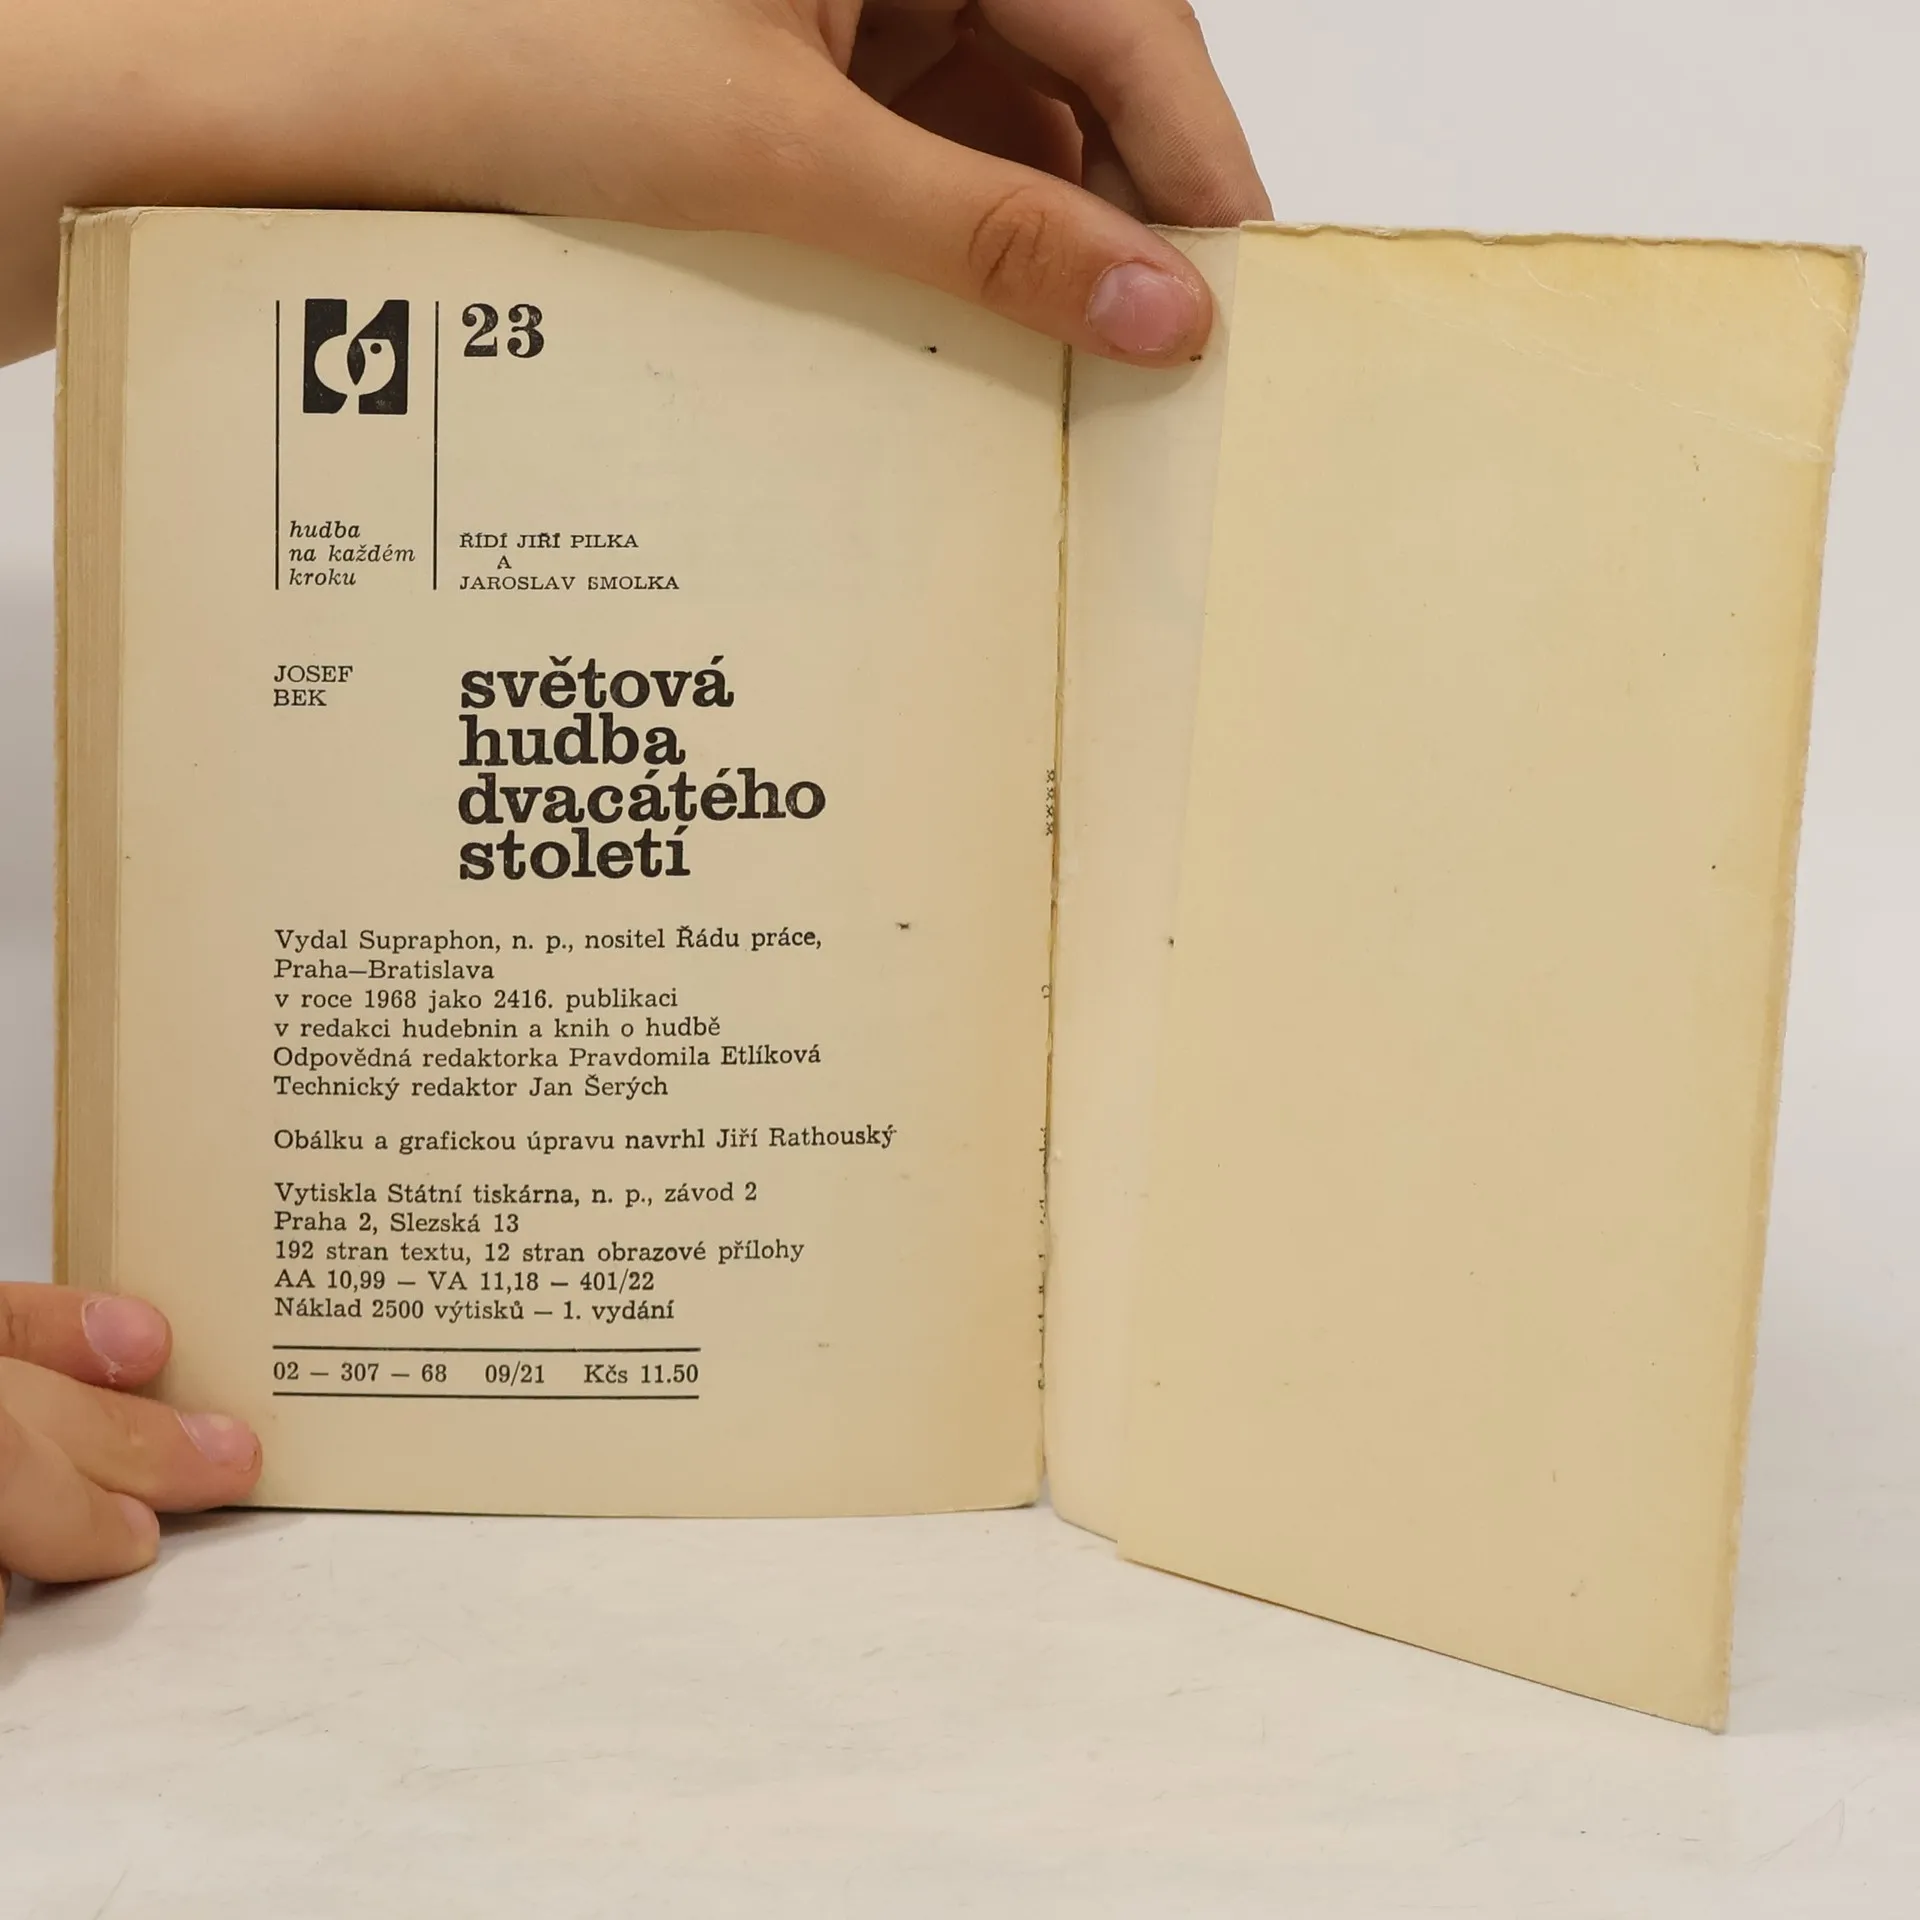 23
hudba
na každém
kroku
ŘÍDÍ JIŘÍ PILKA
A
JAROSLAV SMOLKA
JOSEF
BEK
světová
hudba
dvacátého
století
Vydal Supraphon, n. p., nositel Řádu práce,
Praha—Bratislava
v roce 1968 jako 2416. publikaci
v redakci hudebnin a knih o hudbě
Odpovědná redaktorka Pravdomila Etlíková
Technický redaktor Jan Šerých
Obálku a grafickou úpravu navrhl Jiří Rathouský
Vytiskla Státní tiskárna, n. p., závod 2
Praha 2, Slezská 13
192 stran textu, 12 stran obrazové přílohy
AA 10,99 — VA 11,18 — 401/22
Náklad 2500 výtisků — 1. vydání
02 — 307 — 68 09/21 Kčs 11.50